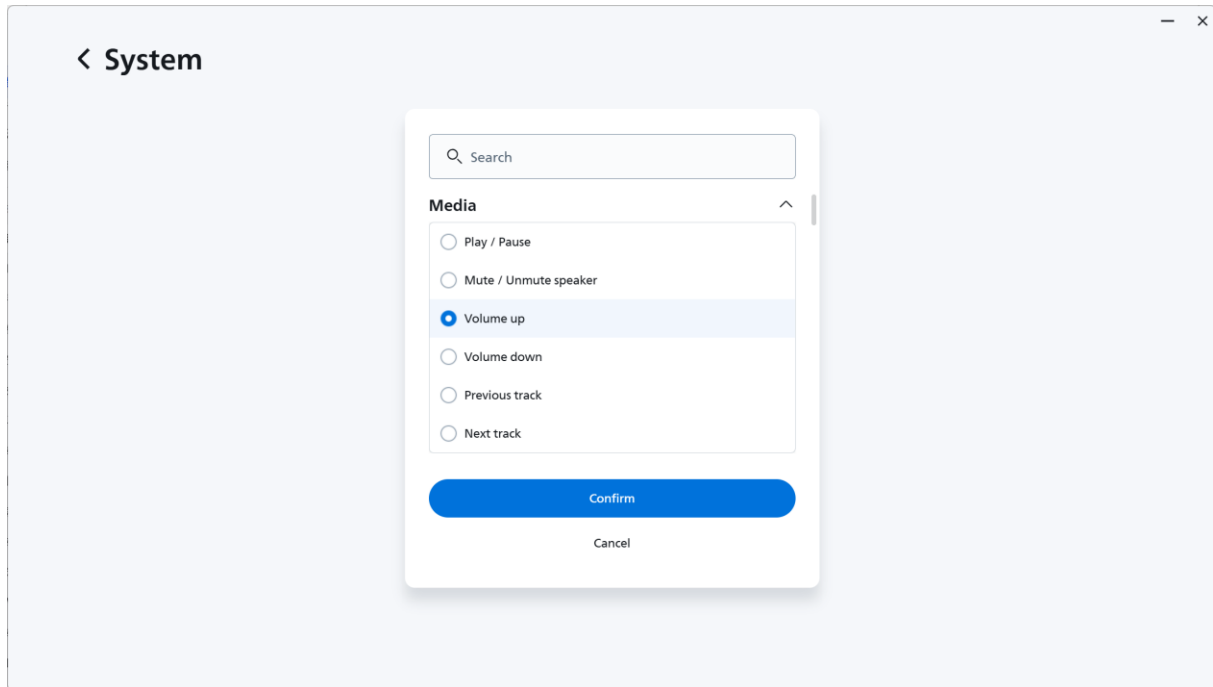 System
Search
Media
Play / Pause
Mute / Unmute speaker
Volume up
Volume down
Previous track
Next track
Confirm
Cancel